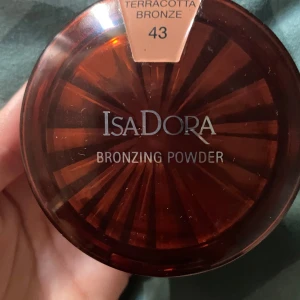 TERRACOTTA
BRONZE
43
ISADORA
BRONZING POWDER